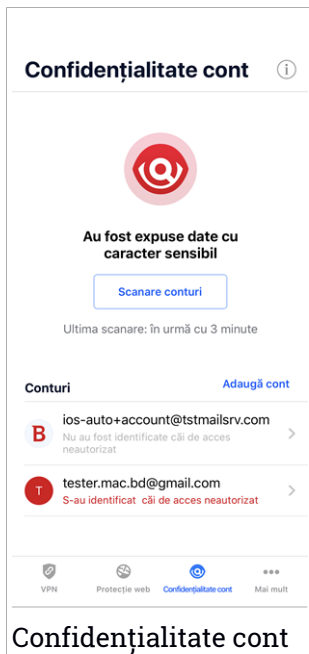 Confidențialitate cont
Au fost expuse date cu
caracter sensibil
Scanare conturi
Ultima scanare: în urmă cu 3 minute
Conturi
Adaugă cont
B
ios-auto+account@tstmailsrv.com
Nu au fost identificate căi de acces
neautorizat
T
tester.mac.bd@gmail.com
S-au identificat căi de acces neautorizat
VPN
Protecție web
Confidențialitate cont
Mai mult
Confidențialitate cont